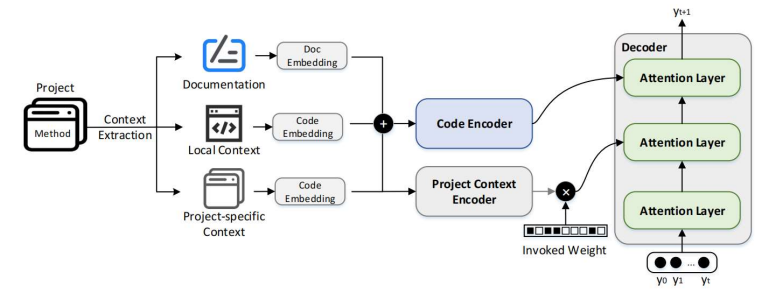 Project
Method
Context
Extraction
Documentation
</>
Local Context
Project-specific
Context
Doc
Embedding
Code
Embedding
Code
Embedding
+
Code Encoder
Project Context
Encoder
×
Invoked Weight
yt+1
Decoder
Attention Layer
Attention Layer
Attention Layer
y0 y1 ... yt